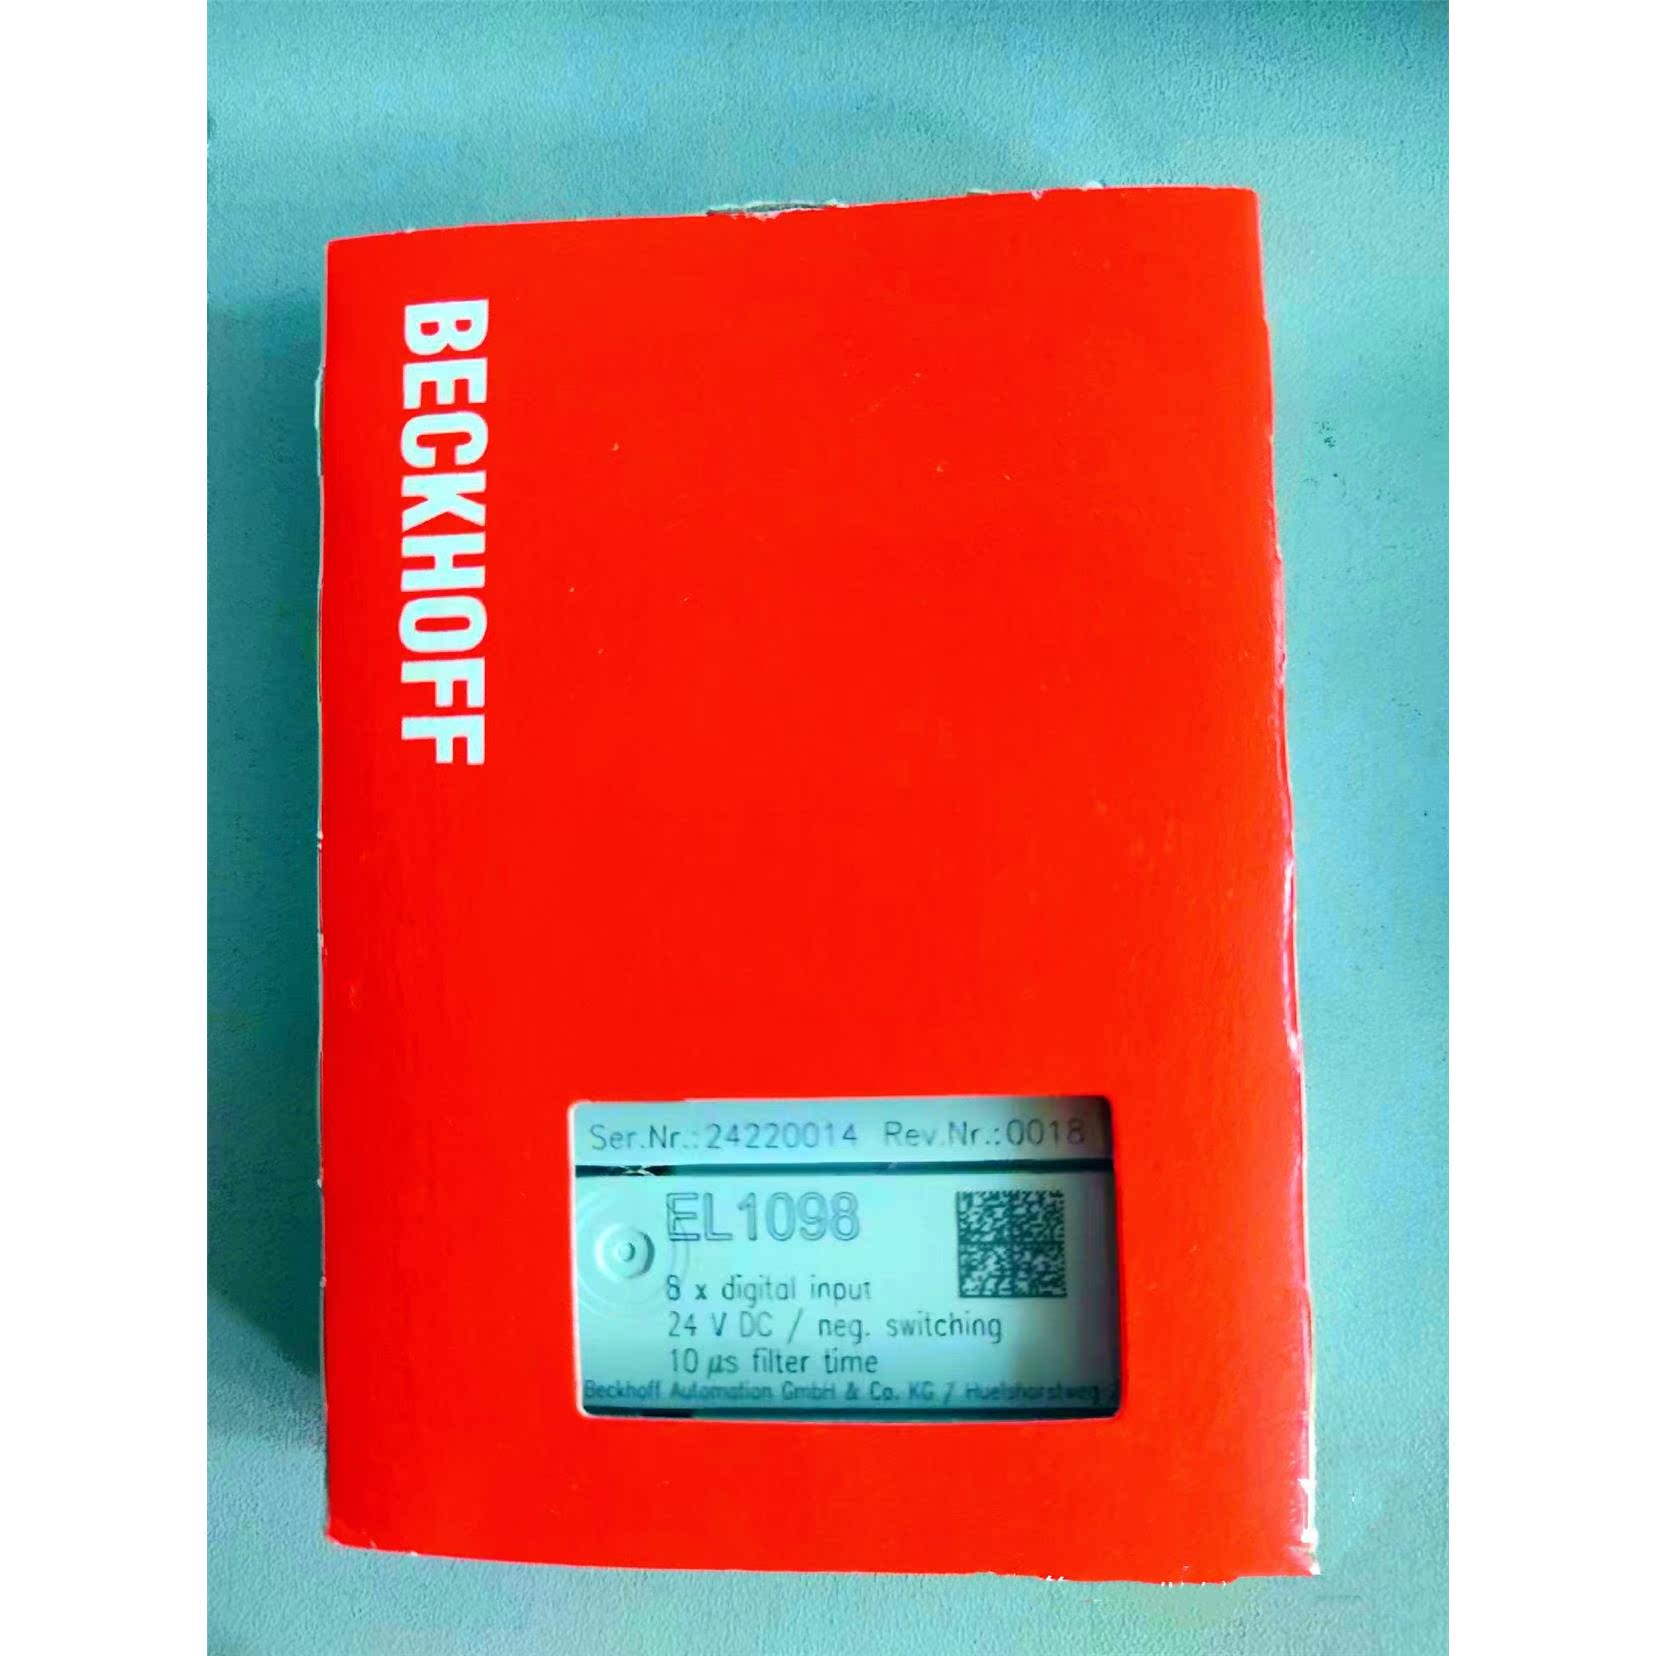 BECKHOFF
Ser.Nr.:24220014 Rev.Nr.:0018
EL1098
8 x digital input
24 V DC / neg. switching
10 µs filter time
Beckhoff Automation GmbH & Co. KG / Huelshorstweg